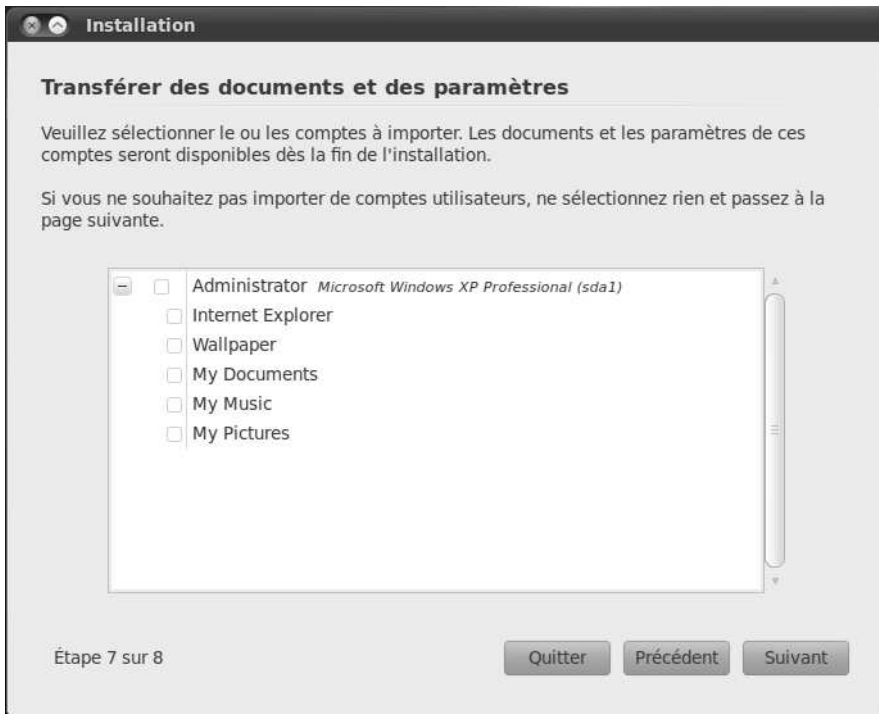 Installation
Transférer des documents et des paramètres
Veuillez sélectionner le ou les comptes à importer. Les documents et les paramètres de ces
comptes seront disponibles dès la fin de l'installation.
Si vous ne souhaitez pas importer de comptes utilisateurs, ne sélectionnez rien et passez à la
page suivante.
Administrator Microsoft Windows XP Professional (sda1)
Internet Explorer
Wallpaper
My Documents
My Music
My Pictures
Étape 7 sur 8 Quitter Précédent Suivant